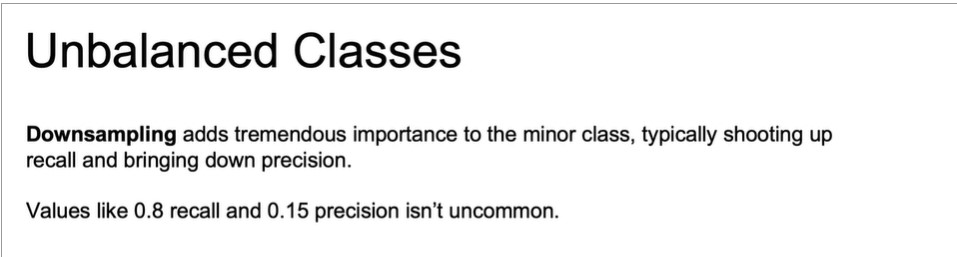 Unbalanced Classes
Downsampling adds tremendous importance to the minor class, typically shooting up
recall and bringing down precision.
Values like 0.8 recall and 0.15 precision isn’t uncommon.